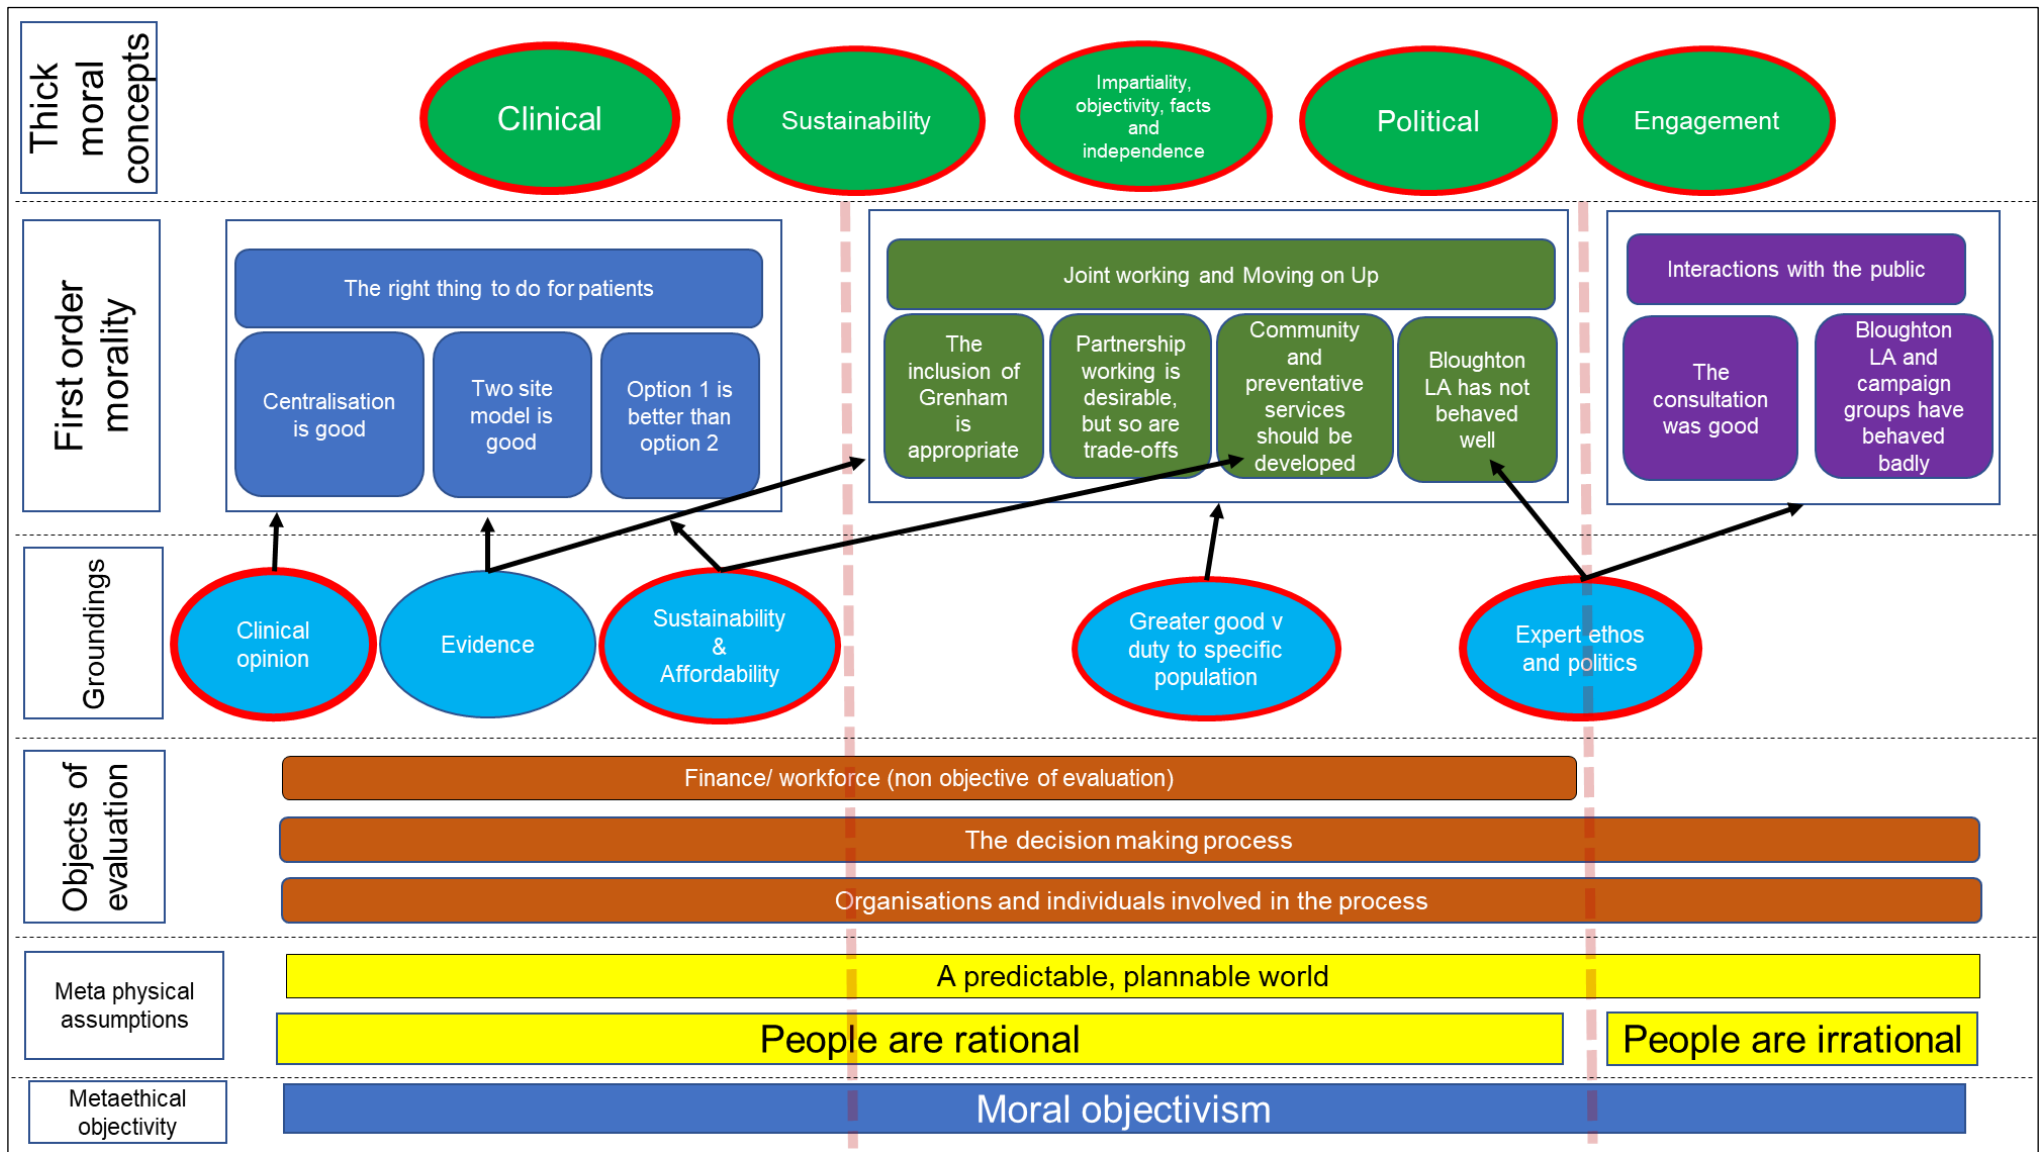 Thick
moral
concepts
Clinical
Sustainability
Impartiality,
objectivity, facts
and
independence
Political
Engagement
First order
morality
The right thing to do for patients
Centralisation
is good
Two site
model is
good
Option 1 is
better than
option 2
Joint working and Moving on Up
The
inclusion of
Grenham
is
appropriate
Partnership
working is
desirable,
but so are
trade-offs
Community
and
preventative
services
should be
developed
Bloughton
LA has not
behaved
well
Interactions with the public
The
consultation
was good
Bloughton
LA and
campaign
groups have
behaved
badly
Groundings
Clinical
opinion
Evidence
Sustainability
&
Affordability
Greater good v
duty to specific
population
Expert ethos
and politics
Objects of
evaluation
Finance/ workforce (non objective of evaluation)
The decision making process
Organisations and individuals involved in the process
Meta physical
assumptions
A predictable, plannable world
People are rational
People are irrational
Metaethical
objectivity
Moral objectivism